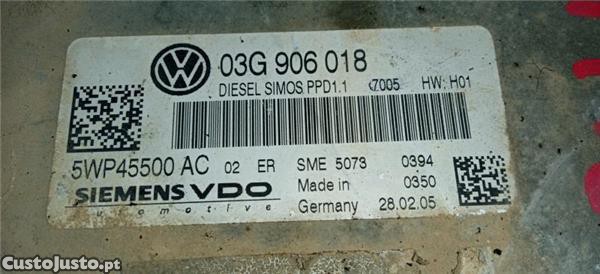 03G 906 018
DIESEL SIMOS PPD1.1 <7005 HW: H01
5WP45500 AC 02 ER SME 5073 0394
SIEMENS VDO Made in 0350
automotive Germany 28.02.05
CustoJusto.pt